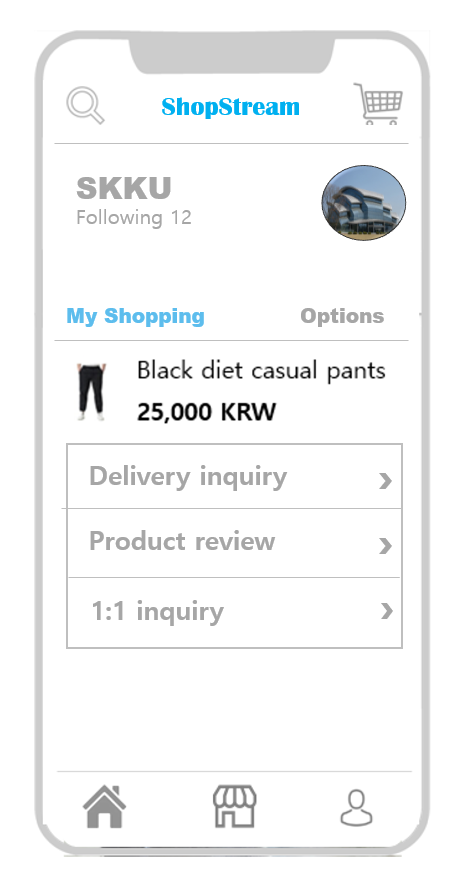 ShopStream
SKKU
Following 12
My Shopping
Options
Black diet casual pants
25,000 KRW
Delivery inquiry
Product review
1:1 inquiry